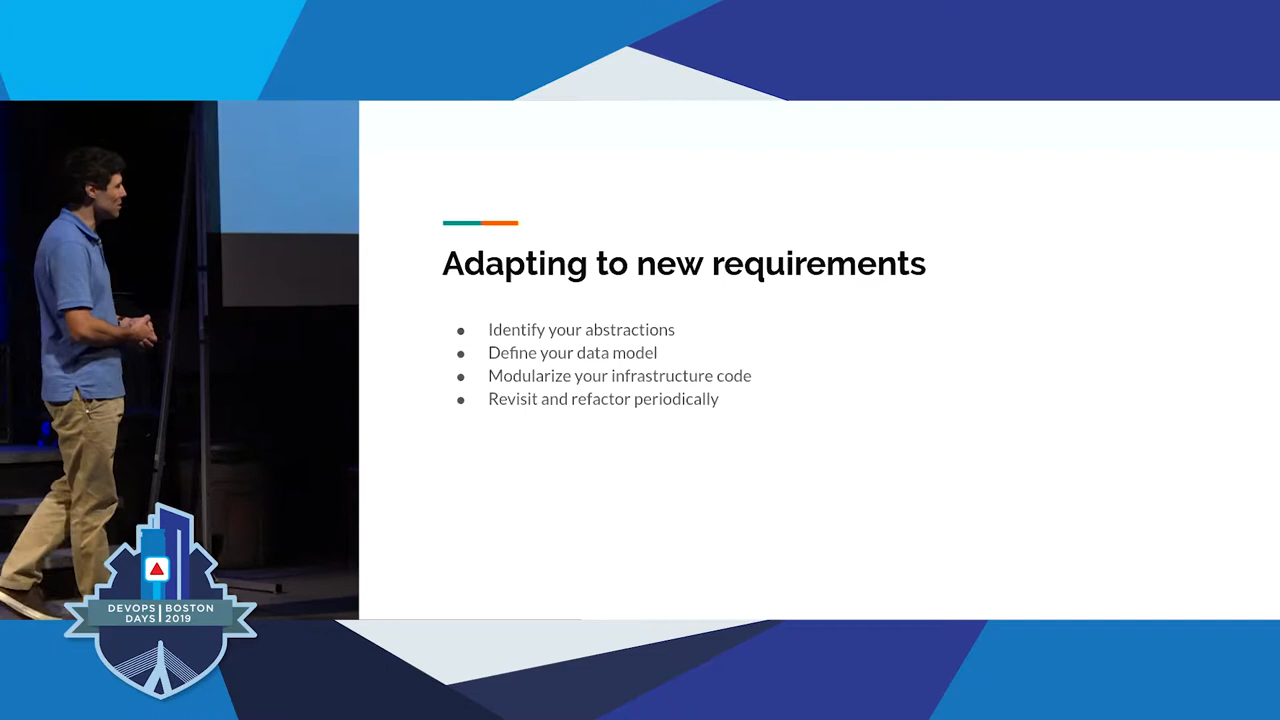 Adapting to new requirements
● Identify your abstractions
● Define your data model
● Modularize your infrastructure code
● Revisit and refactor periodically
DEVOPS | BOSTON
DAYS | 2019